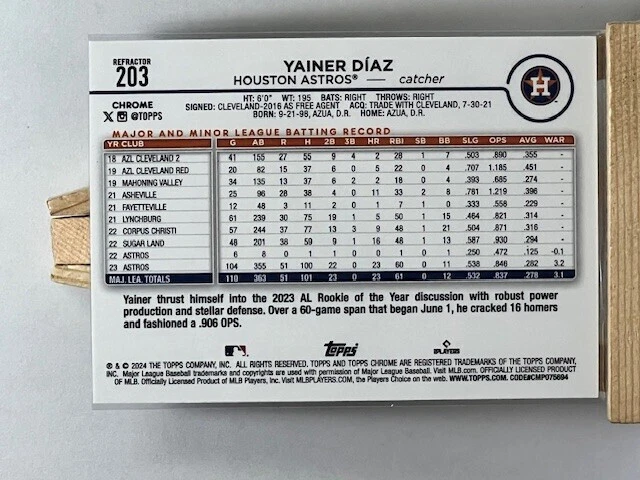 REFRACTOR
203
YAINER DÍAZ
HOUSTON ASTROS® — catcher
CHROME
X @TOPPS
HT: 6'0" WT: 195 BATS: RIGHT THROWS: RIGHT
SIGNED: CLEVELAND-2016 AS FREE AGENT ACQ: TRADE WITH CLEVELAND, 7-30-21
BORN: 9-21-98, AZUA, D.R. HOME: AZUA, D.R.
H
MAJOR AND MINOR LEAGUE BATTING RECORD
YR CLUB G AB R H 2B 3B HR RBI SB BB SLG OPS AVG WAR
18 AZL CLEVELAND 2 41 155 27 55 9 4 2 28 1 7 .503 .890 .355 -
19 AZL CLEVELAND RED 20 82 15 37 6 0 5 22 0 4 .707 1.185 .451 -
19 MAHONING VALLEY 34 135 13 37 6 2 2 18 0 4 .393 .685 .274 -
21 ASHEVILLE 25 96 28 38 4 0 11 33 2 8 .781 1.219 .396 -
21 FAYETTEVILLE 12 48 3 11 2 0 1 7 1 0 .333 .558 .229 -
21 LYNCHBURG 61 239 30 75 19 1 5 50 1 15 .464 .821 .314 -
22 CORPUS CHRISTI 57 244 37 77 13 3 9 48 1 21 .504 .871 .316 -
22 SUGAR LAND 48 201 38 59 9 1 16 48 1 13 .587 .930 .294 -
22 ASTROS 6 8 0 1 1 0 0 1 0 1 .250 .472 .125 -0.1
23 ASTROS 104 355 51 100 22 0 23 60 0 11 .538 .846 .282 3.2
MAJ. LEA. TOTALS 110 363 51 101 23 0 23 61 0 12 .532 .837 .278 3.1
Yainer thrust himself into the 2023 AL Rookie of the Year discussion with robust power
production and stellar defense. Over a 60-game span that began June 1, he cracked 16 homers
and fashioned a .906 OPS.
topps
PLAYERS
® & © 2024 THE TOPPS COMPANY, INC. ALL RIGHTS RESERVED. TOPPS AND TOPPS CHROME ARE REGISTERED TRADEMARKS OF THE TOPPS COMPANY,
INC. Major League Baseball trademarks and copyrights are used with permission of Major League Baseball. Visit MLB.com. OFFICIALLY LICENSED PRODUCT
OF MLB. Officially Licensed Product of MLB Players, Inc. Visit MLBPLAYERS.COM, the Players Choice on the web. WWW.TOPPS.COM. CODE#CMP075694